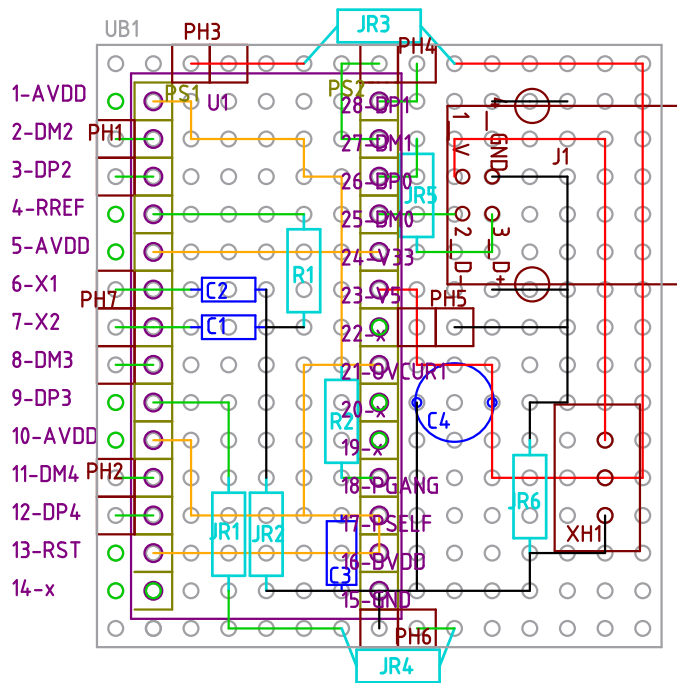 UB1
PH3
JR3
PH4
PS1
U1
PS2
1-AVDD
2-DM2
3-DP2
4-RREF
5-AVDD
6-X1
7-X2
8-DM3
9-DP3
10-AVDD
11-DM4
12-DP4
13-RST
14-x
PH1
PH7
PH2
28-DP1
27-DM1
26-DP0
25-DM0
24-V33
23-V5
22-x
21-OVCURT
20-x
19-x
18-PGANG
17-PSELF
16-DVDD
15-GND
R1
C2
C1
R2
C3
JR1
JR2
JR5
PH5
C4
JR6
XH1
J1
1_V
_GND
2_D-
3_D+
PH6
JR4